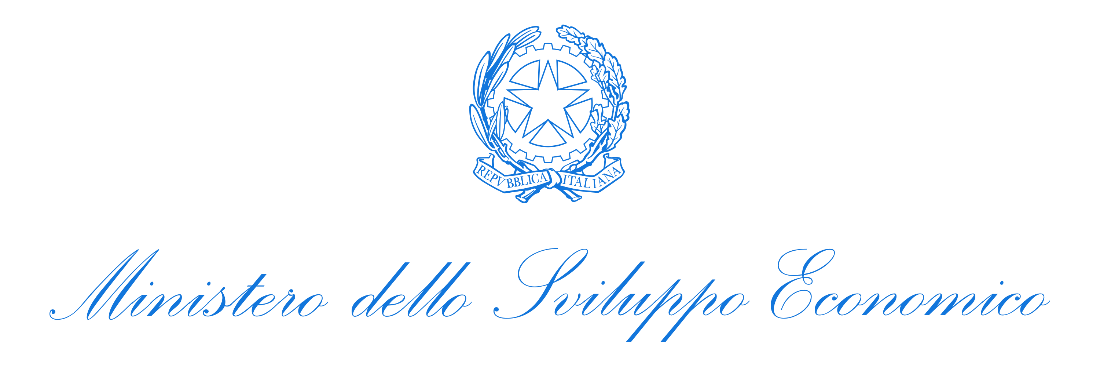 REPVBBLICA ITALIANA
Ministero dello Sviluppo Economico